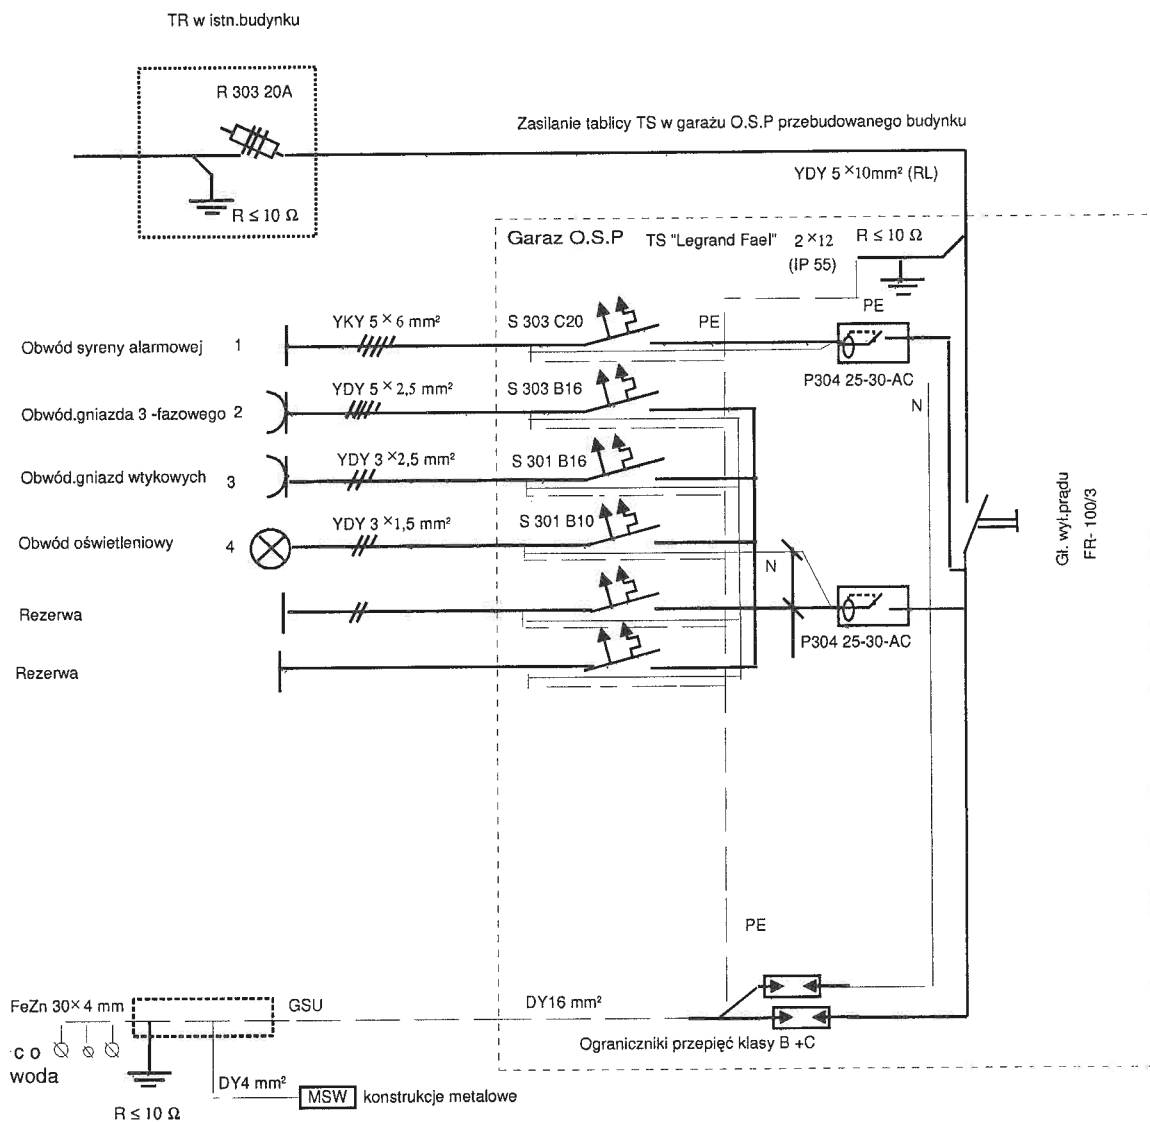 TR w istn.budynku
R 303 20A
R ≤ 10 Ω
Zasilanie tablicy TS w garażu O.S.P przebudowanego budynku
YDY 5 ×10mm² (RL)
Garaz O.S.P TS "Legrand Fael" 2 ×12
(IP 55)
R ≤ 10 Ω
PE
Obwód syreny alarmowej 1
YKY 5 × 6 mm²
S 303 C20
PE
P304 25-30-AC
N
Obwód.gniazda 3 -fazowego 2
YDY 5 × 2,5 mm²
S 303 B16
Obwód.gniazd wtykowych 3
YDY 3 ×2,5 mm²
S 301 B16
Obwód oświetleniowy 4
YDY 3 ×1,5 mm²
S 301 B10
N
Gł. wył.prądu
FR- 100/3
Rezerwa
P304 25-30-AC
Rezerwa
PE
FeZn 30× 4 mm
GSU
DY16 mm²
Ograniczniki przepięć klasy B +C
c o
woda
R ≤ 10 Ω
DY4 mm²
MSW konstrukcje metalowe